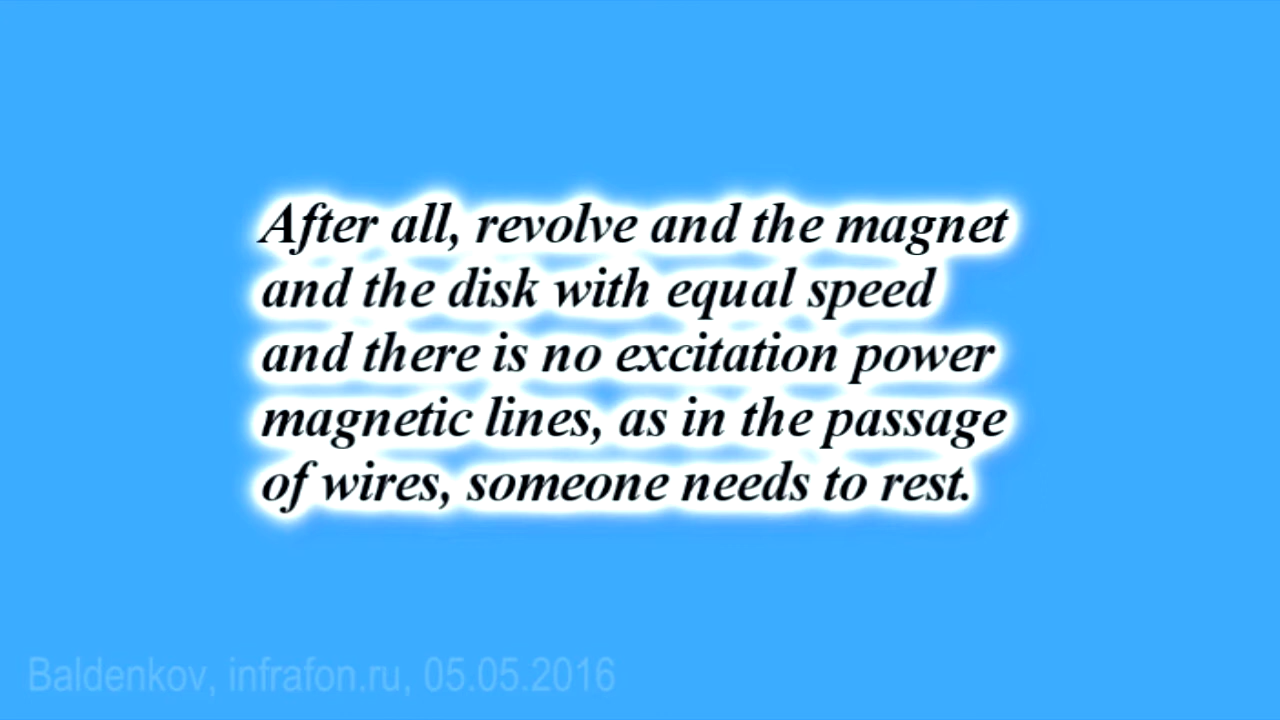 After all, revolve and the magnet
and the disk with equal speed
and there is no excitation power
magnetic lines, as in the passage
of wires, someone needs to rest.
Baldenkov, infrafon.ru, 05.05.2016